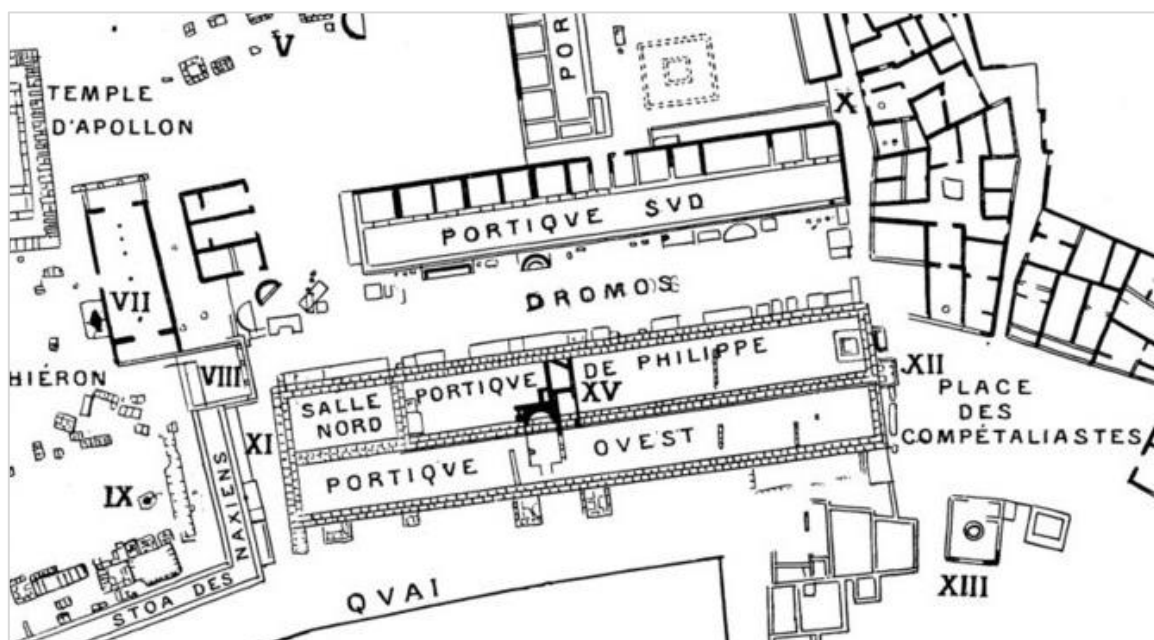 V
TEMPLE
D'APOLLON
POR
X
PORTIQVE SVD
VII
DROMOS
HIÉRON
VIII
PORTIQVE DE PHILIPPE
XII
SALLE
NORD
XV
PLACE
DES
COMPÉTALIASTES
XI
PORTIQVE OVEST
IX
STOA DES NAXIENS
QVAI
XIII